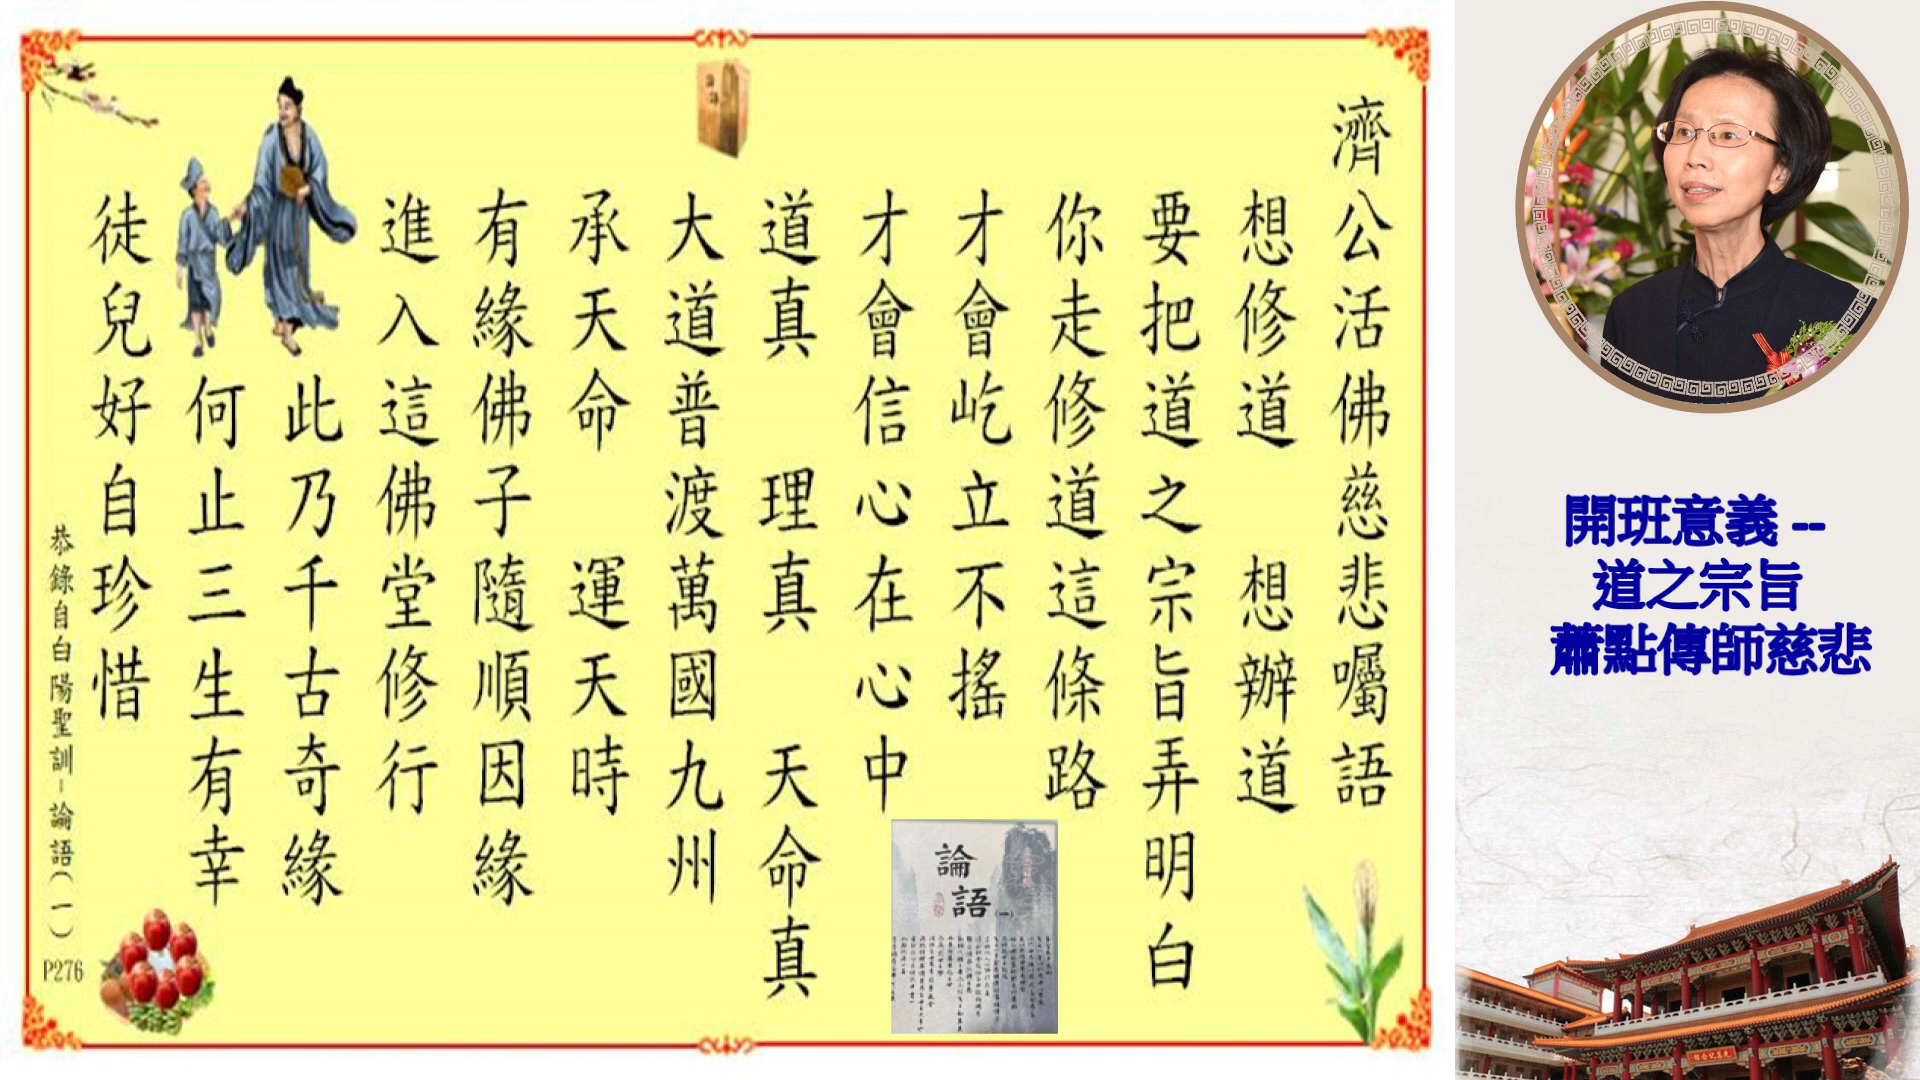 濟公活佛慈悲囑語
想修道 想辦道
要把道之宗旨弄明白
你走修道這條路
才會屹立不搖
才會信心在心中
道真 理真 天命真
大道普渡萬國九州
承天命 運天時
有緣佛子隨順因緣
進入這佛堂修行
此乃千古奇緣
何止三生有幸
徒兒好自珍惜
恭錄自白陽聖訓-論語(一)
P276
論語(一)
開班意義 --
道之宗旨
蕭點傳師慈悲